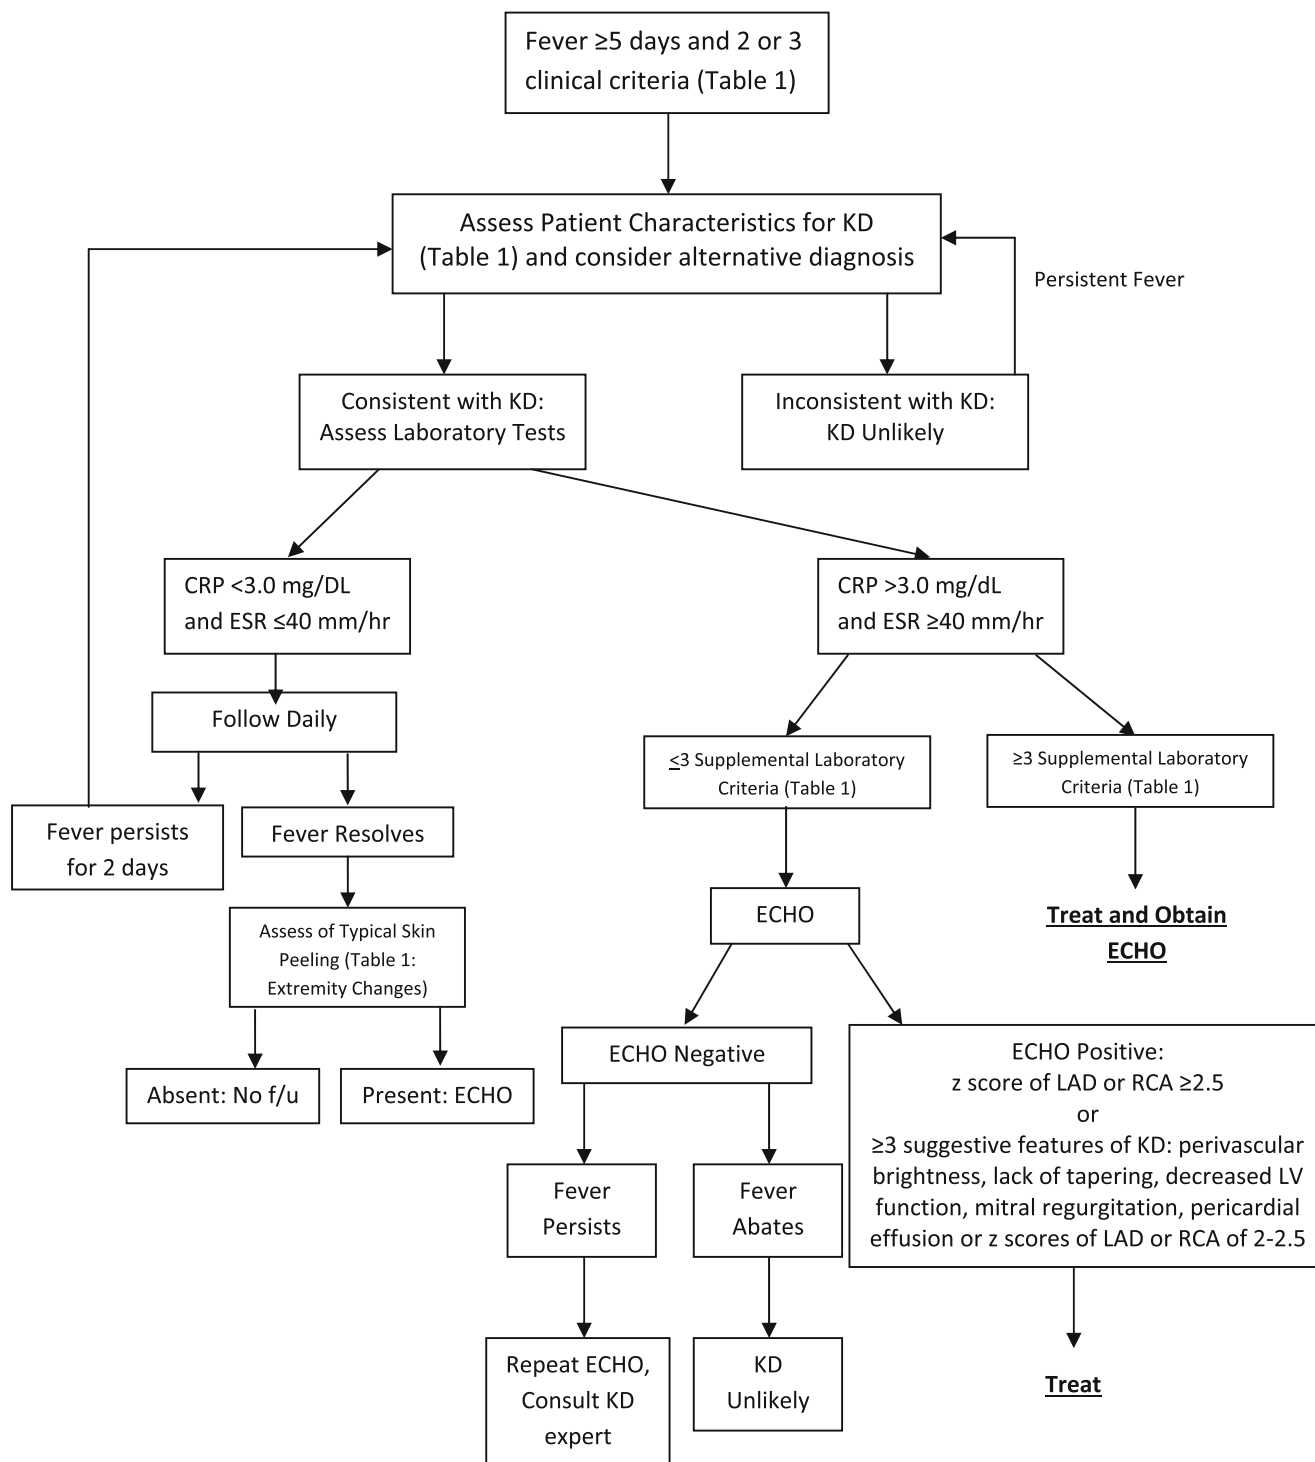 Fever ≥5 days and 2 or 3
clinical criteria (Table 1)
Assess Patient Characteristics for KD
(Table 1) and consider alternative diagnosis
Persistent Fever
Consistent with KD:
Assess Laboratory Tests
Inconsistent with KD:
KD Unlikely
CRP <3.0 mg/DL
and ESR ≤40 mm/hr
CRP >3.0 mg/dL
and ESR ≥40 mm/hr
Follow Daily
<3 Supplemental Laboratory
Criteria (Table 1)
≥3 Supplemental Laboratory
Criteria (Table 1)
Fever persists
for 2 days
Fever Resolves
ECHO
Treat and Obtain
ECHO
Assess of Typical Skin
Peeling (Table 1:
Extremity Changes)
ECHO Negative
ECHO Positive:
z score of LAD or RCA ≥2.5
or
≥3 suggestive features of KD: perivascular
brightness, lack of tapering, decreased LV
function, mitral regurgitation, pericardial
effusion or z scores of LAD or RCA of 2-2.5
Absent: No f/u
Present: ECHO
Fever
Persists
Fever
Abates
Repeat ECHO,
Consult KD
expert
KD
Unlikely
Treat